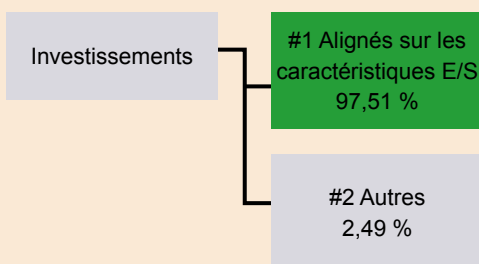 Investissements
#1 Alignés sur les
caractéristiques E/S
97,51 %
#2 Autres
2,49 %